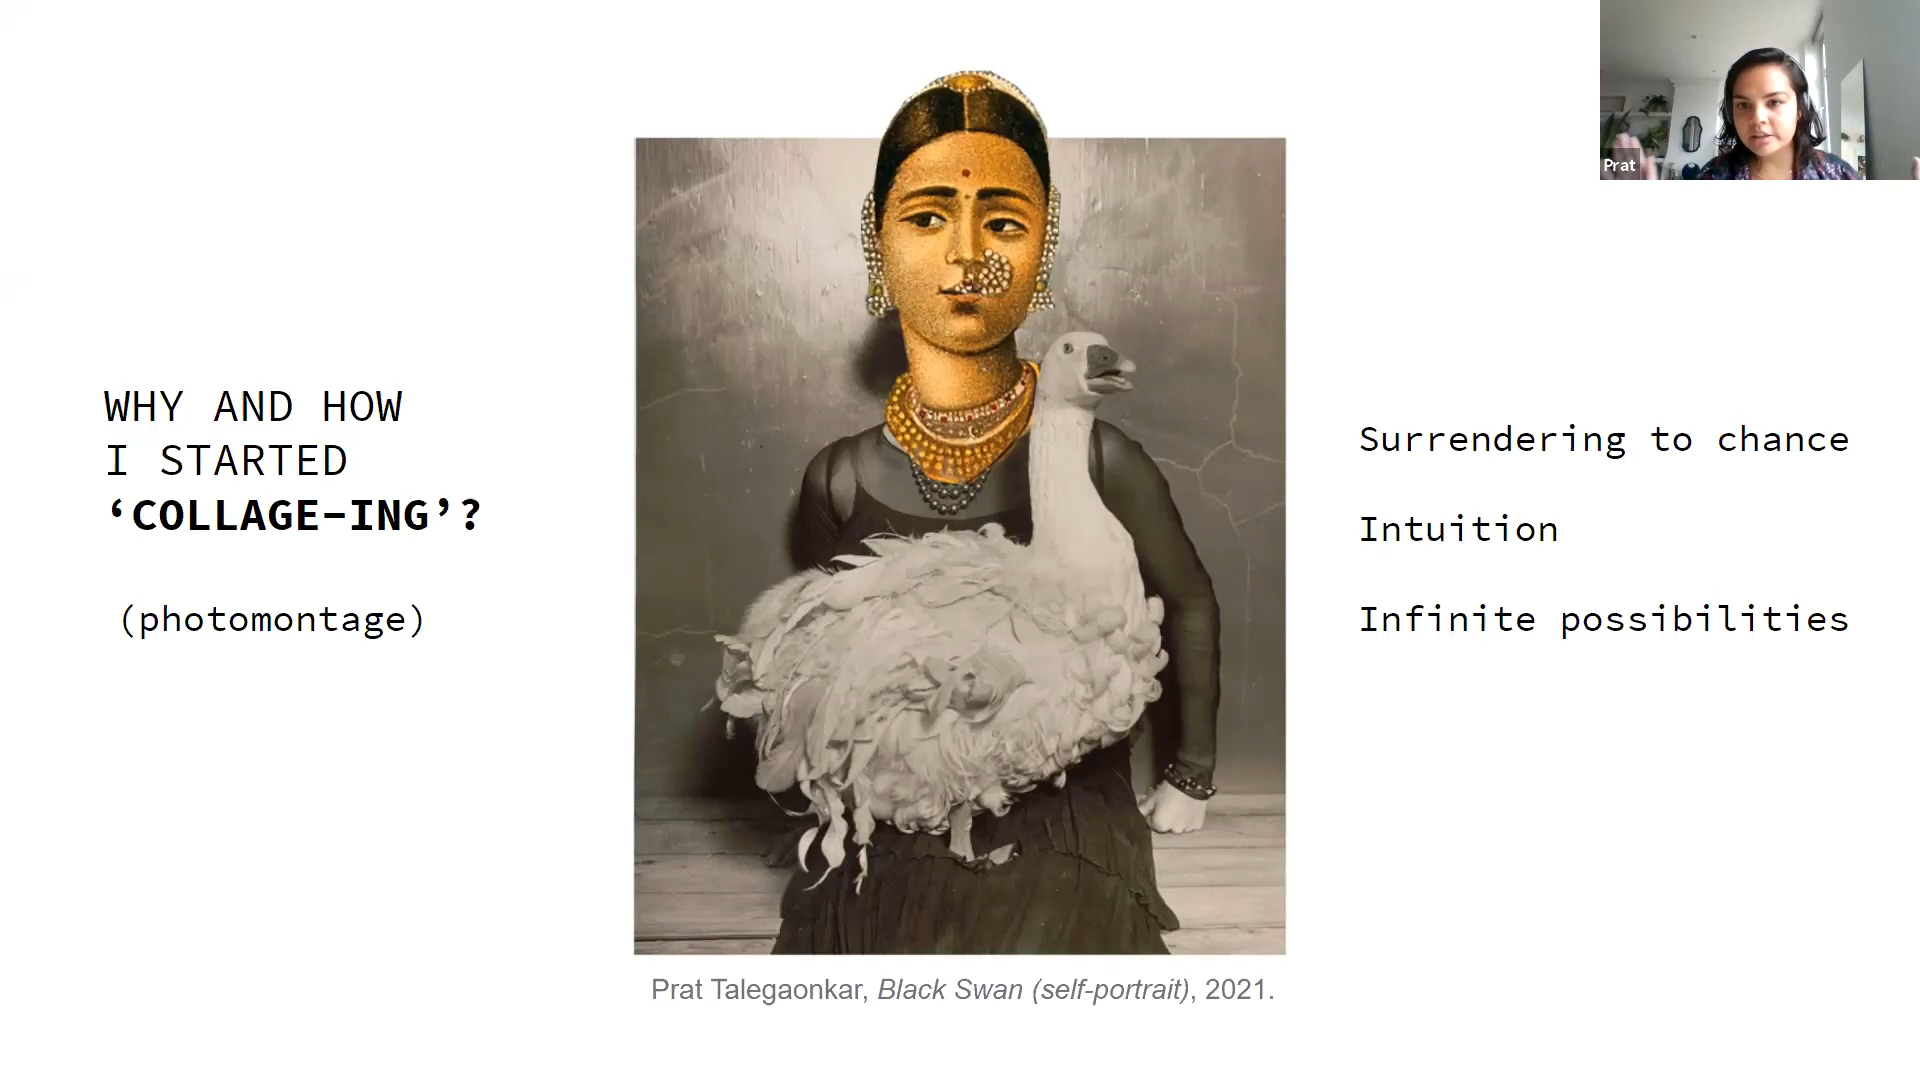 WHY AND HOW
I STARTED
‘COLLAGE-ING’?
(photomontage)
Surrendering to chance
Intuition
Infinite possibilities
Prat Talegaonkar, Black Swan (self-portrait), 2021.
Prat